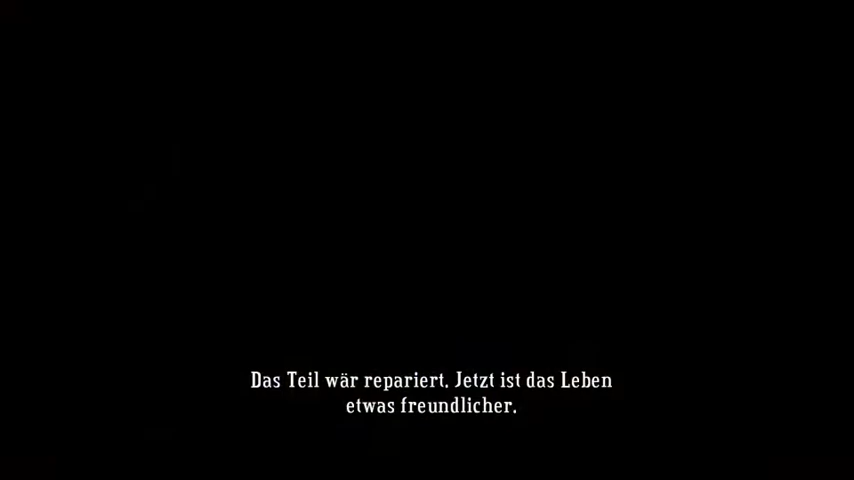 Das Teil wär repariert. Jetzt ist das Leben
etwas freundlicher.